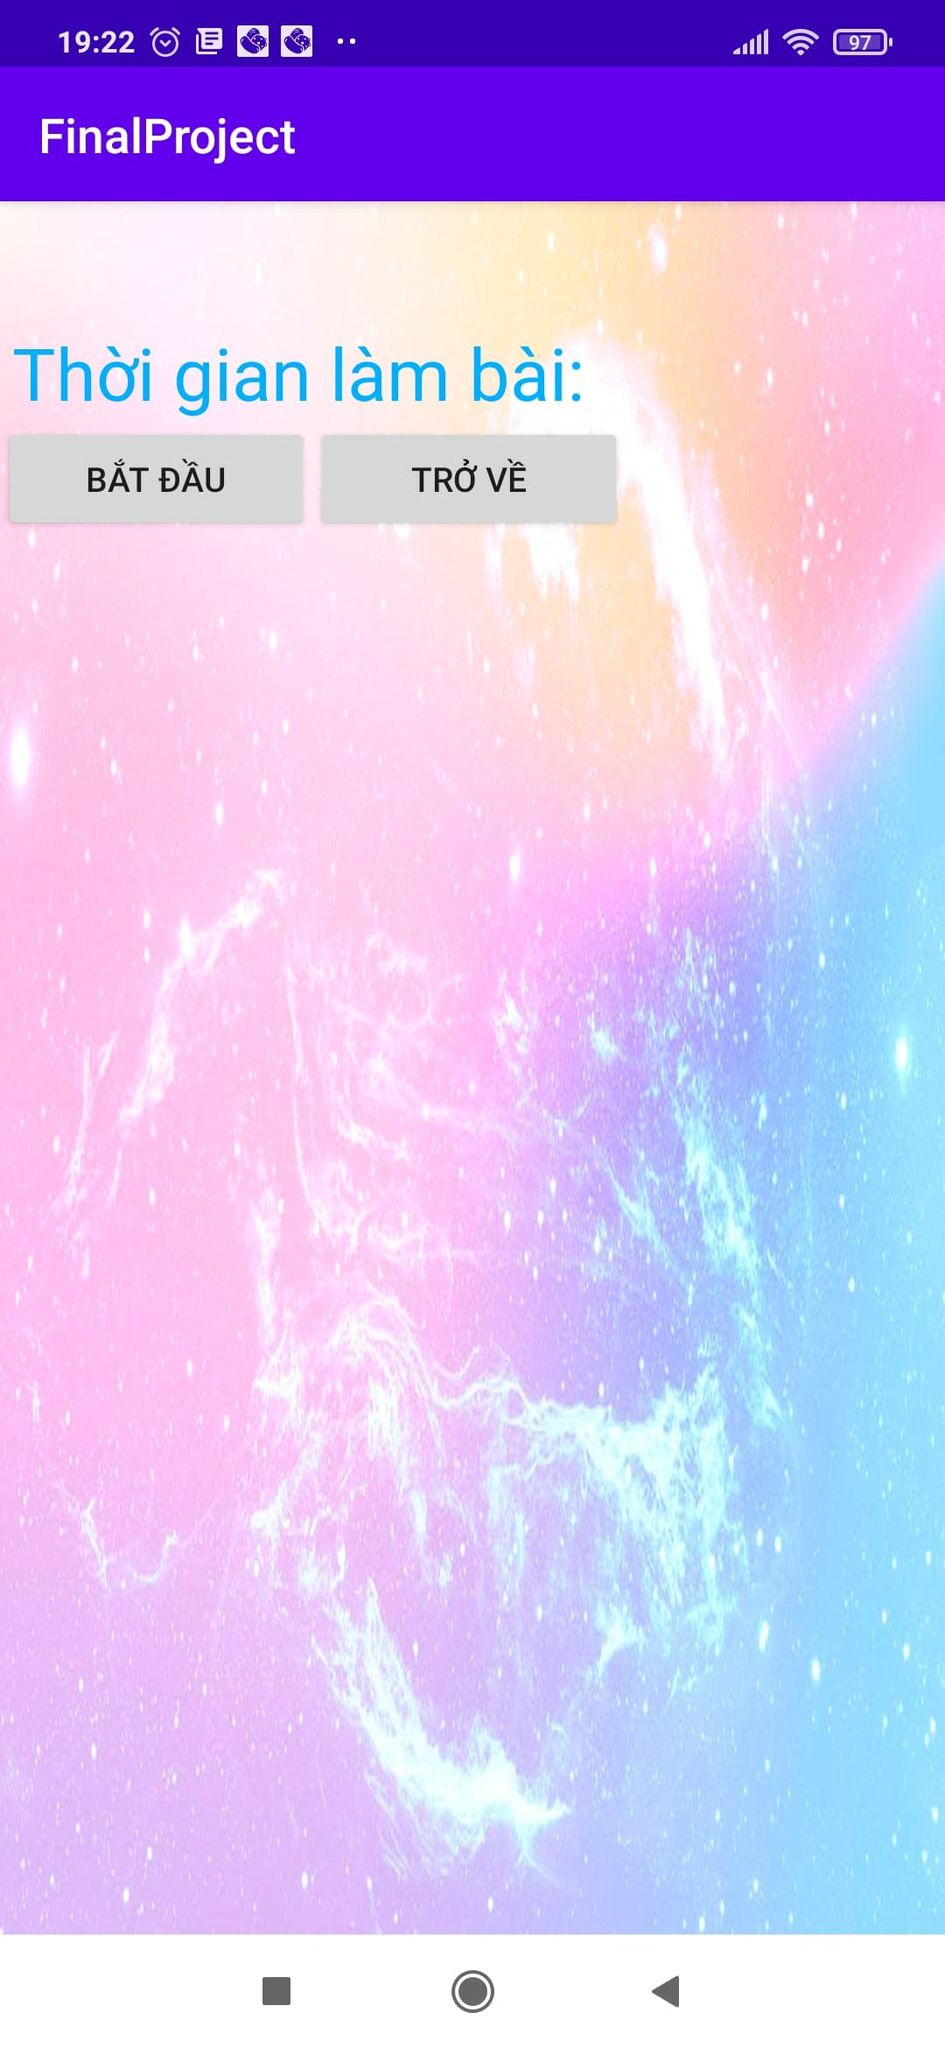 19:22
97
FinalProject
Thời gian làm bài:
BẮT ĐẦU
TRỞ VỀ